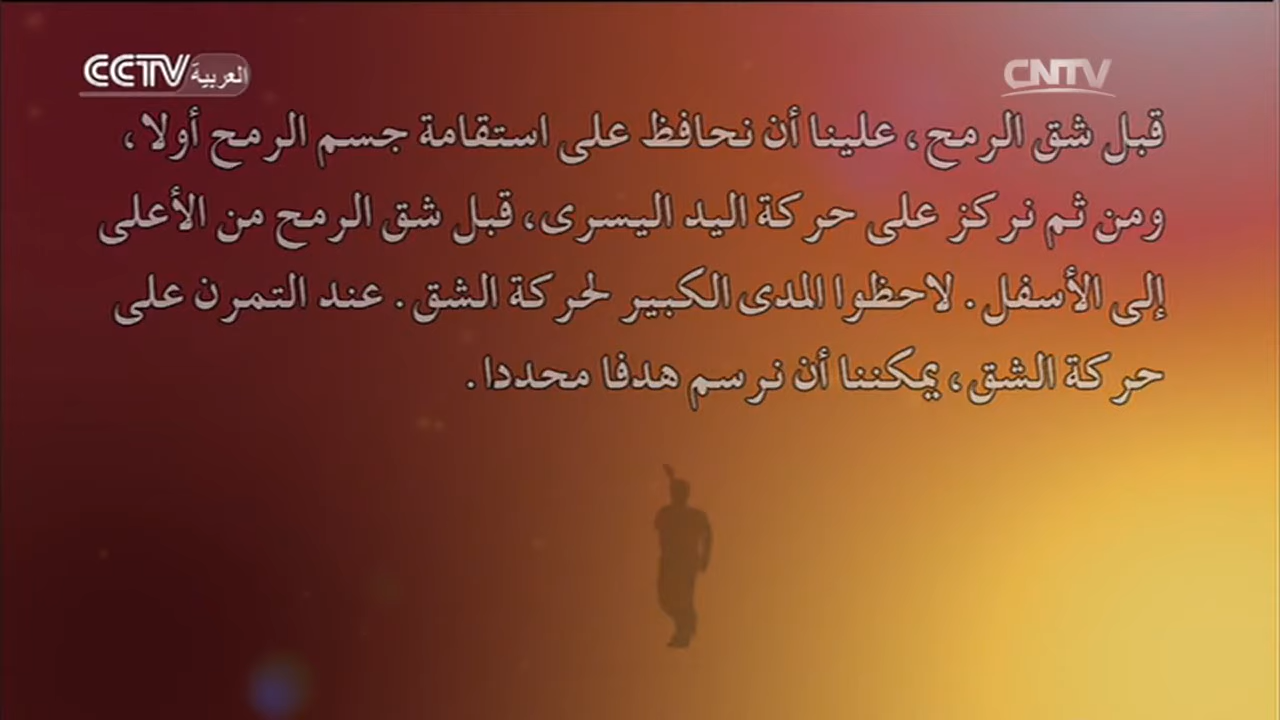 CCTV العربية
CNTV
قبل شق الرمح، علينا أن نحافظ على استقامة جسم الرمح أولا،
ومن ثم نركز على حركة اليد اليسرى، قبل شق الرمح من الأعلى
إلى الأسفل. لاحظوا المدى الكبير لحركة الشق. عند التمرن على
حركة الشق، يمكننا أن نرسم هدفا محددا.